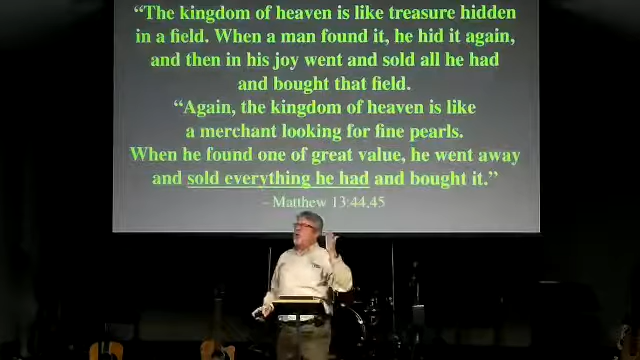 “The kingdom of heaven is like treasure hidden
in a field. When a man found it, he hid it again,
and then in his joy went and sold all he had
and bought that field.
“Again, the kingdom of heaven is like
a merchant looking for fine pearls.
When he found one of great value, he went away
and sold everything he had and bought it.”
– Matthew 13:44,45